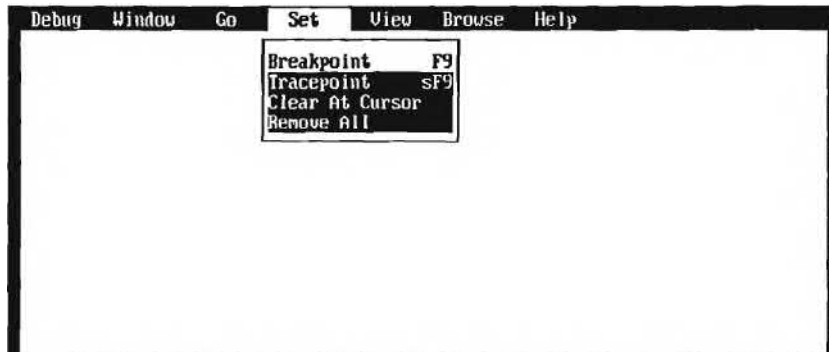 Debug Window Go Set View Browse Help
Breakpoint F9
Tracepoint sF9
Clear At Cursor
Remove All